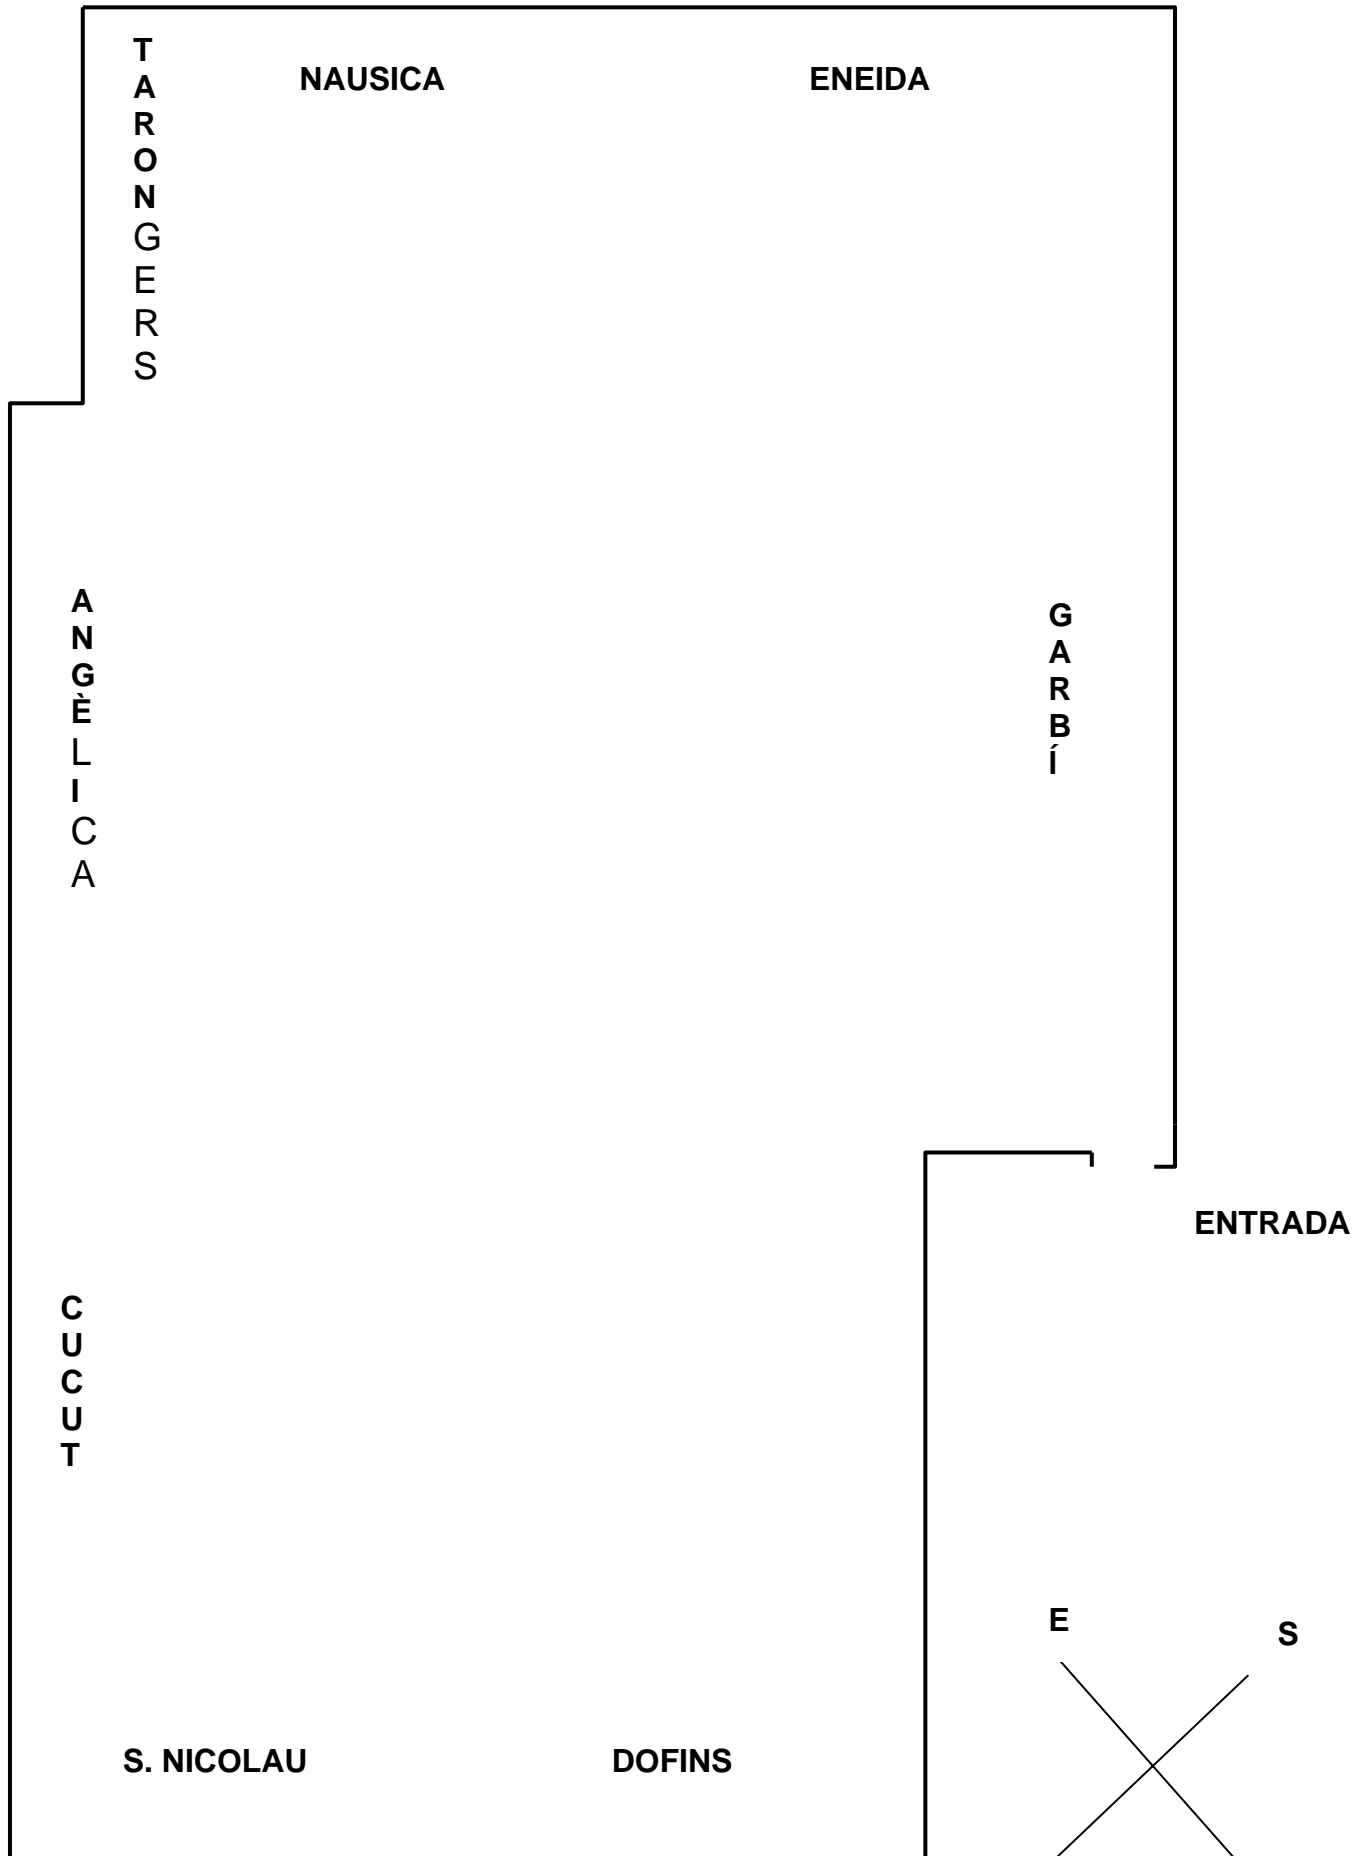 TARONGERS
NAUSICA
ENEIDA
ANGÈLICA
GARBÍ
ENTRADA
CUCUT
E
S
S. NICOLAU
DOFINS